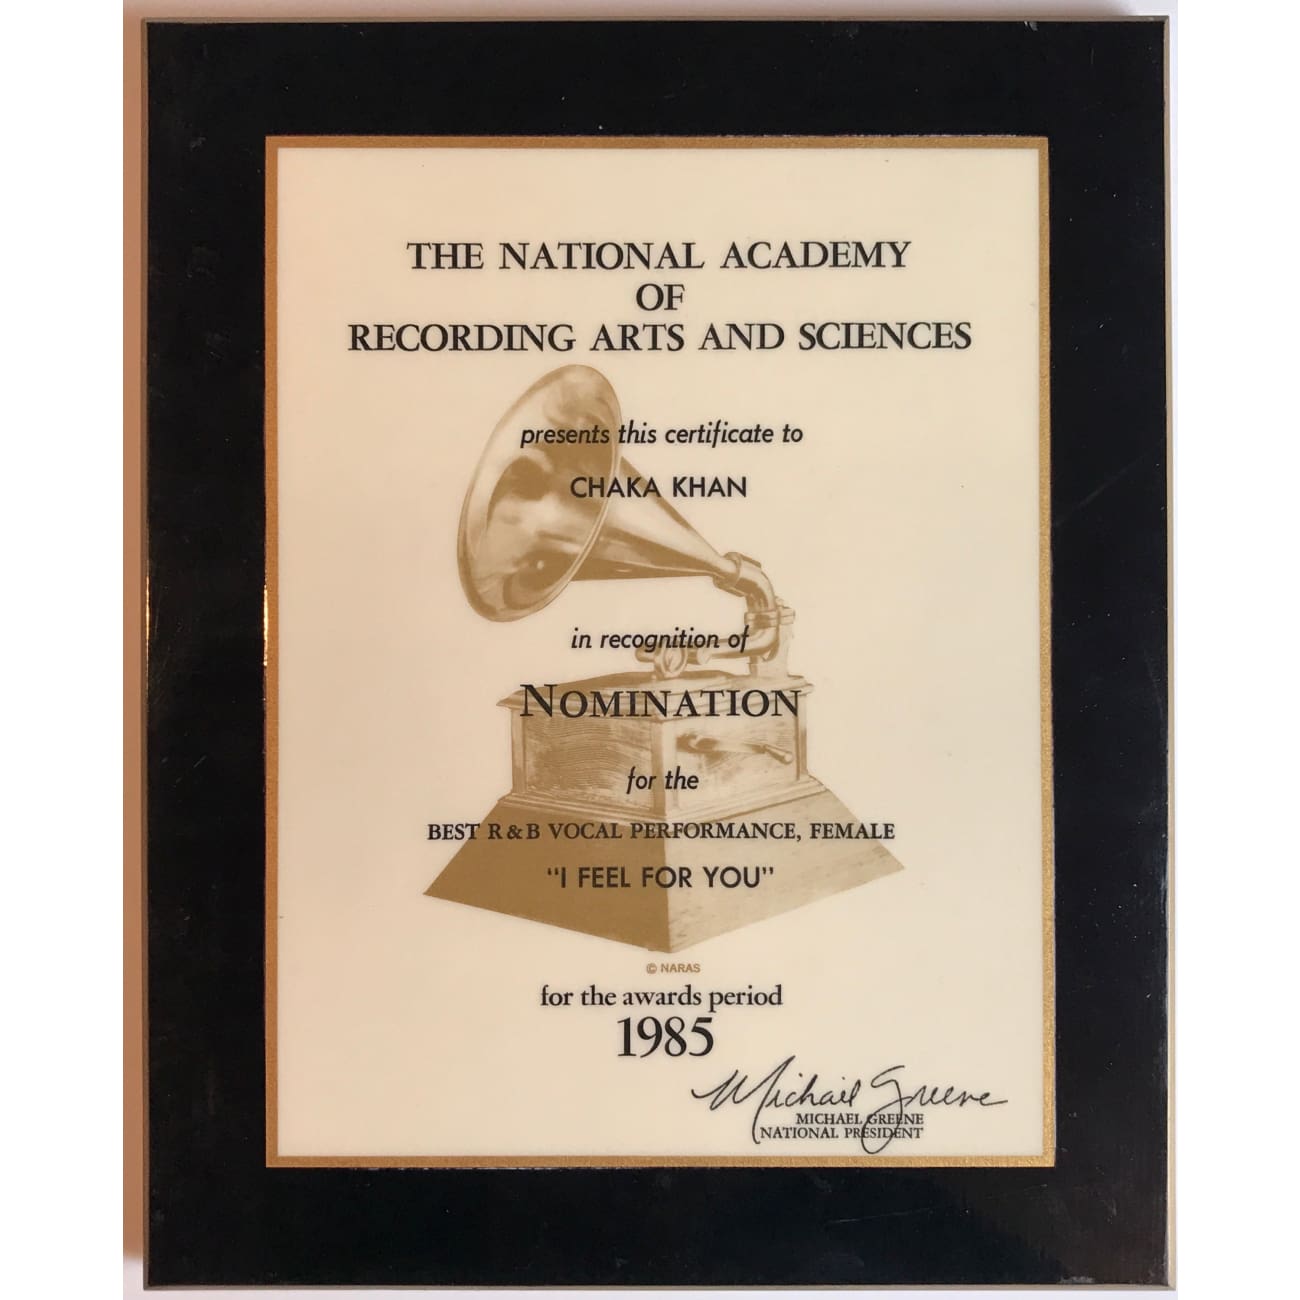 THE NATIONAL ACADEMY
OF
RECORDING ARTS AND SCIENCES
presents this certificate to
CHAKA KHAN
in recognition of
NOMINATION
for the
BEST R & B VOCAL PERFORMANCE, FEMALE
"I FEEL FOR YOU"
© NARAS
for the awards period
1985
Michael Greene
MICHAEL GREENE
NATIONAL PRESIDENT